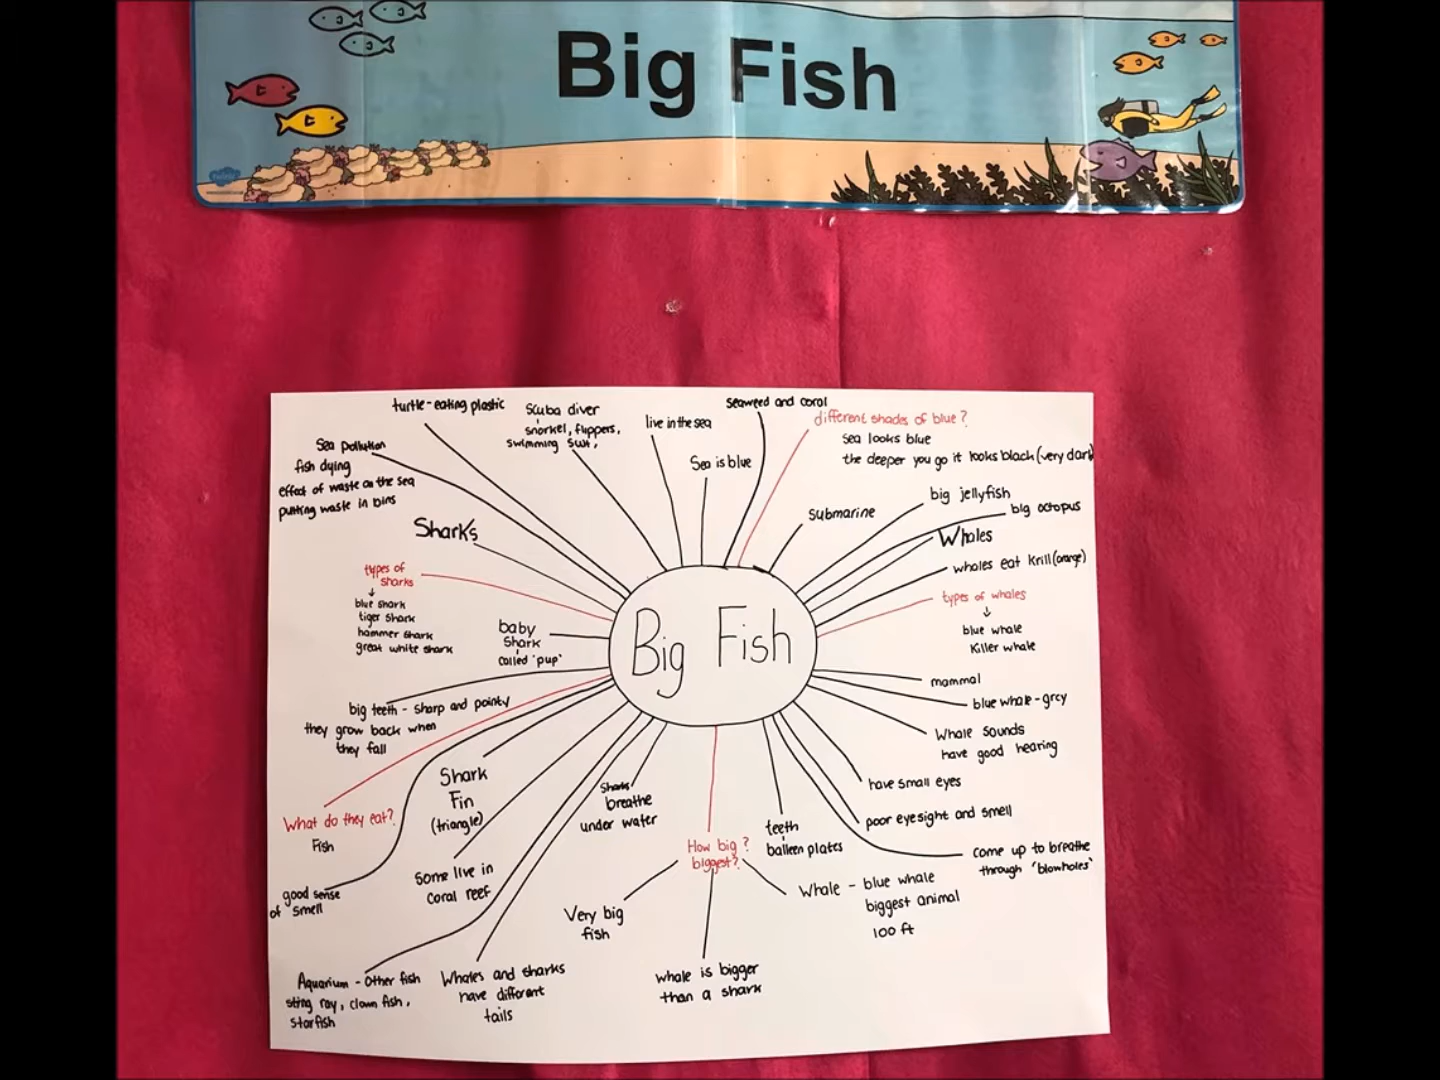 Big Fish
turtle-eating plastic
Scuba diver
snorkel, flippers,
swimming suit,
live in the sea
Sea is blue
seaweed and coral
different shades of blue?
sea looks blue
the deeper you go it looks black (very dark)
Sea pollution
fish dying
effect of waste on the sea
putting waste in bins
Sharks
types of
sharks
blue shark
tiger shark
hammer shark
great white shark
baby
shark
called 'pup'
big teeth - sharp and pointy
they grow back when
they fall
What do they eat?
Fish
good sense
of smell
Shark
Fin
(triangle)
Some live in
coral reef
Sharks
breathe
under water
Aquarium - Other fish
sting ray, clown fish,
starfish
Whales and sharks
have different
tails
Big Fish
submarine
big jellyfish
big octopus
Whales
whales eat krill (orange)
types of whales
blue whale
Killer whale
mammal
blue whale - grey
Whale sounds
have good hearing
have small eyes
poor eyesight and smell
come up to breathe
through 'blowholes'
teeth
balleen plates
How big?
biggest?
Very big
fish
whale is bigger
than a shark
Whale - blue whale
biggest animal
100 ft